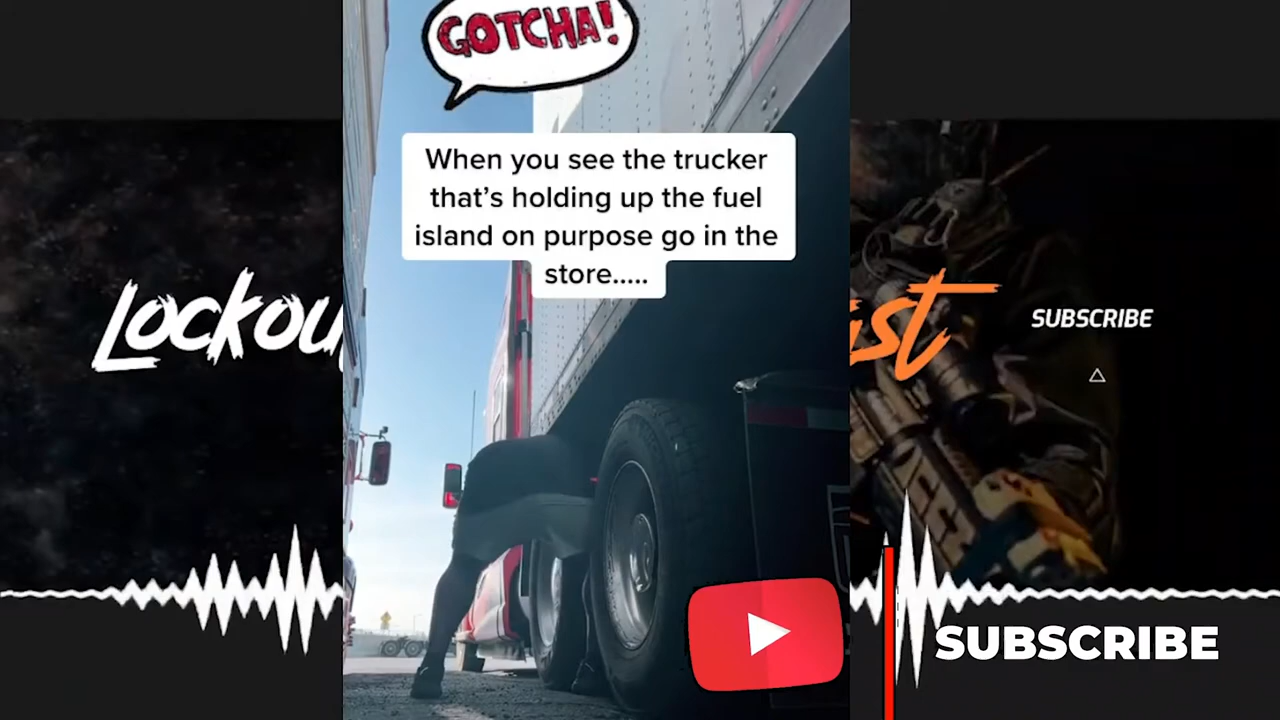 GOTCHA!
When you see the trucker
that's holding up the fuel
island on purpose go in the
store.....
Lockou
ast
SUBSCRIBE
SUBSCRIBE